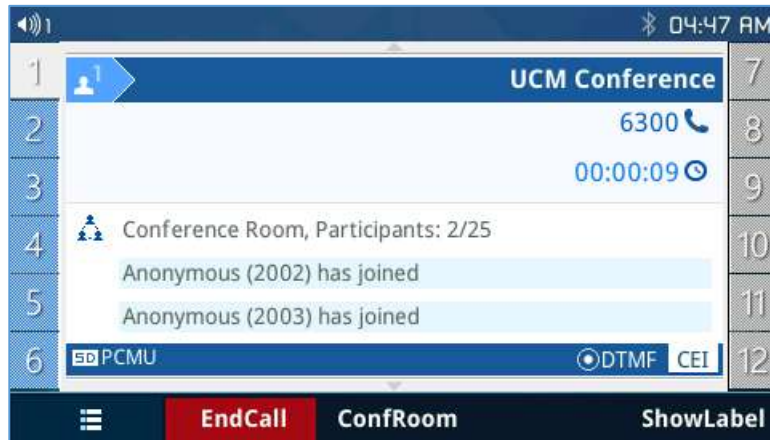 1 04:47 AM
1 1 UCM Conference 7
2 6300 8
3 00:00:09 9
4 Conference Room, Participants: 2/25 10
Anonymous (2002) has joined
5 Anonymous (2003) has joined 11
6 SD PCMU DTMF CEI 12
EndCall ConfRoom ShowLabel